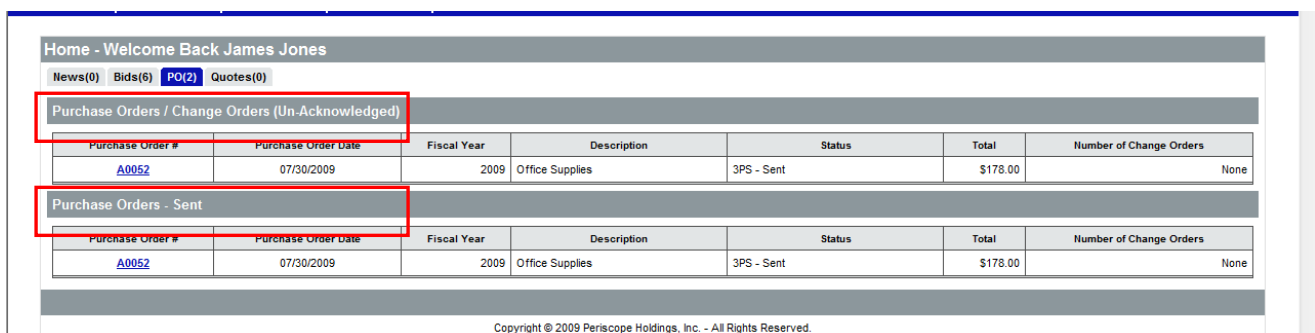 Home - Welcome Back James Jones
News(0) Bids(6) PO(2) Quotes(0)
Purchase Orders / Change Orders (Un-Acknowledged)
Purchase Order # Purchase Order Date Fiscal Year Description Status Total Number of Change Orders
A0052 07/30/2009 2009 Office Supplies 3PS - Sent $178.00 None
Purchase Orders - Sent
Purchase Order # Purchase Order Date Fiscal Year Description Status Total Number of Change Orders
A0052 07/30/2009 2009 Office Supplies 3PS - Sent $178.00 None
Copyright © 2009 Periscope Holdings, Inc. - All Rights Reserved.